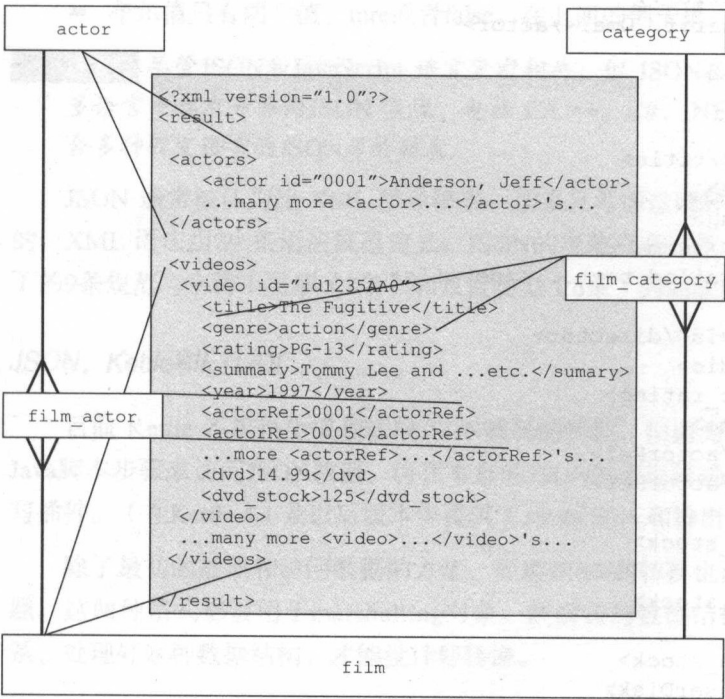 actor
category
<?xml version="1.0"?>
<result>
<actors>
<actor id="0001">Anderson, Jeff</actor>
...many more <actor>...</actor>'s...
</actors>
<videos>
<video id="id1235AA0">
film_category
<title>The Fugitive</title>
<genre>action</genre>
<rating>PG-13</rating>
<summary>Tommy Lee and ...etc.</sumary>
<year>1997</year>
film_actor
<actorRef>0001</actorRef>
<actorRef>0005</actorRef>
...more <actorRef>...</actorRef>'s...
<dvd>14.99<dvd>
<dvd_stock>125</dvd_stock>
<video>
...many more <video>...</video>'s...
</videos>
</result>
film